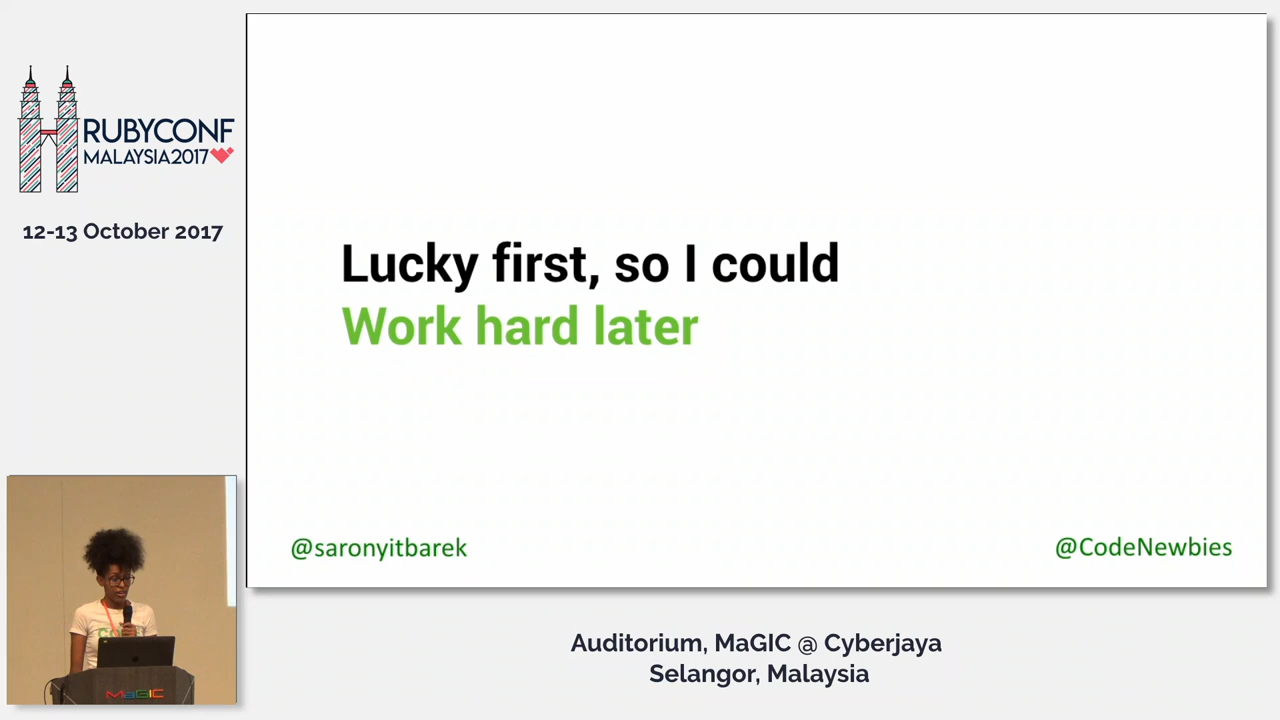 RUBYCONF
MALAYSIA2017
12-13 October 2017
Lucky first, so I could
Work hard later
@saronyitbarek
@CodeNewbies
MaGIC
Auditorium, MaGIC @ Cyberjaya
Selangor, Malaysia